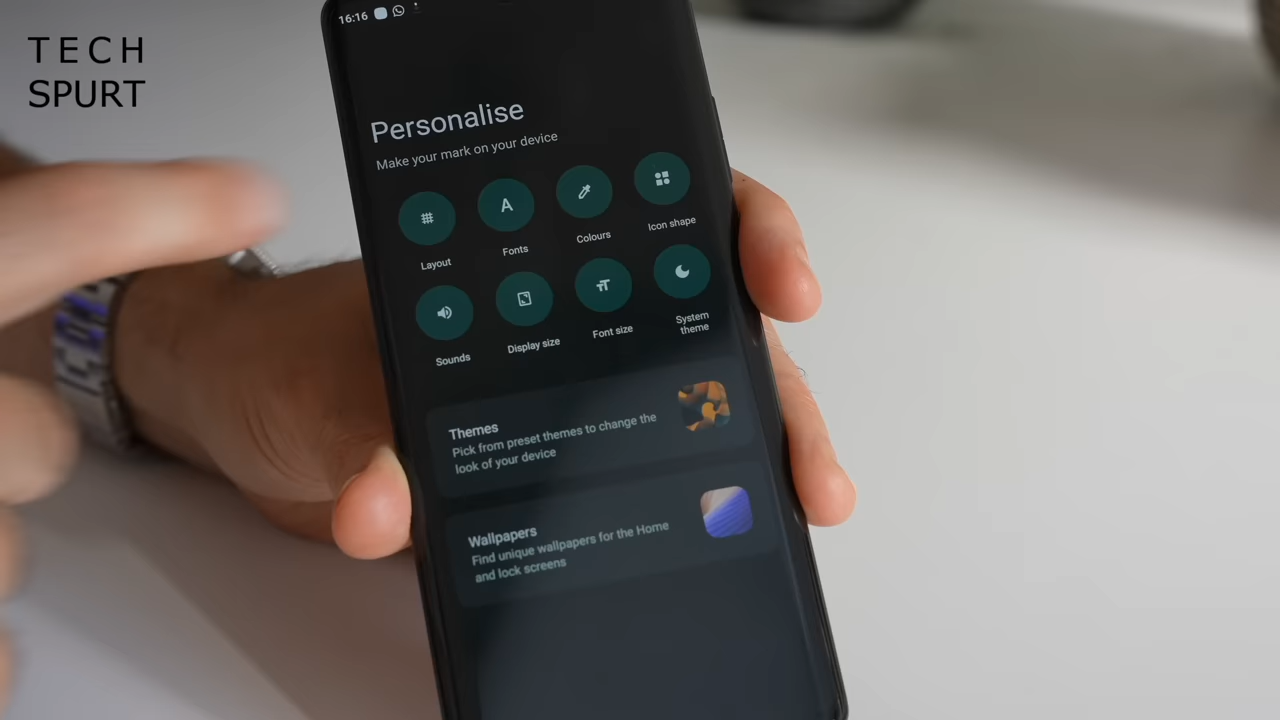 TECH
SPURT
16:16
Personalise
Make your mark on your device
Layout
Fonts
Colours
Icon shape
Sounds
Display size
Font size
System
theme
Themes
Pick from preset themes to change the
look of your device
Wallpapers
Find unique wallpapers for the Home
and lock screens